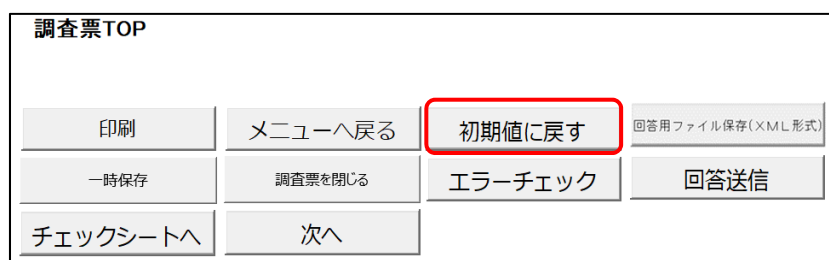 調査票TOP
印刷 メニューへ戻る 初期値に戻す 回答用ファイル保存(XML形式)
一時保存 調査票を閉じる エラーチェック 回答送信
チェックシートへ 次へ